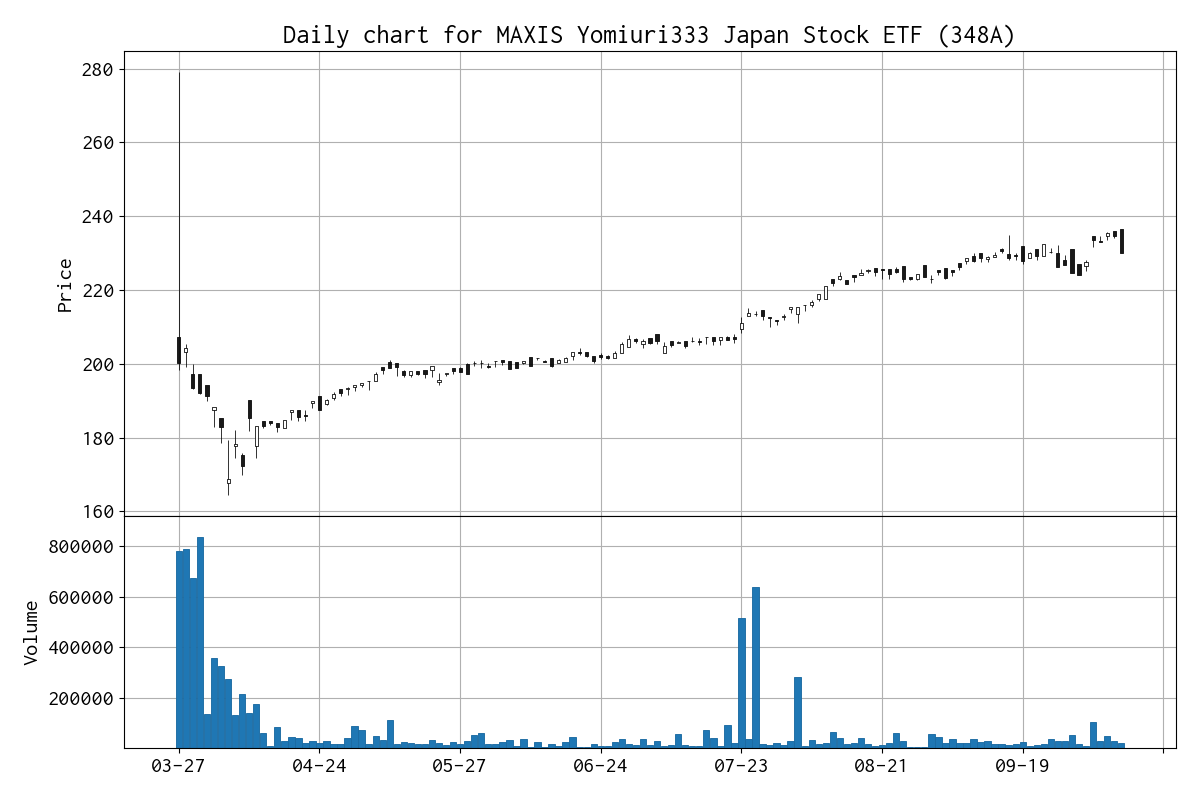 Daily chart for MAXIS Yomiuri333 Japan Stock ETF (348A)
280
260
240
Price
220
200
180
160
800000
600000
Volume
400000
200000
03-27 04-24 05-27 06-24 07-23 08-21 09-19